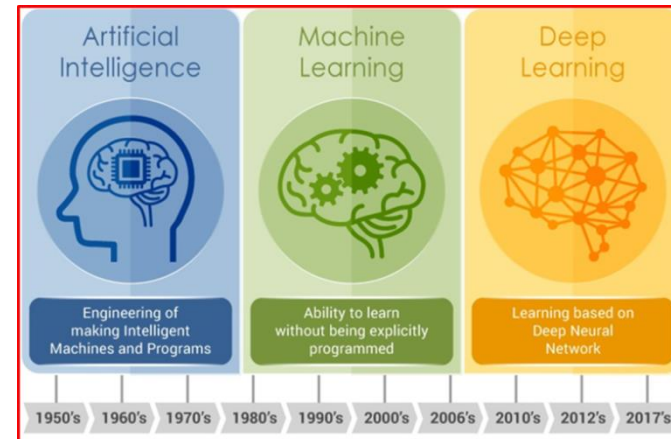 Artificial
Intelligence
Machine
Learning
Deep
Learning
Engineering of
making Intelligent
Machines and Programs
Ability to learn
without being explicitly
programmed
Learning based on
Deep Neural
Network
1950's 1960's 1970's 1980's 1990's 2000's 2006's 2010's 2012's 2017's